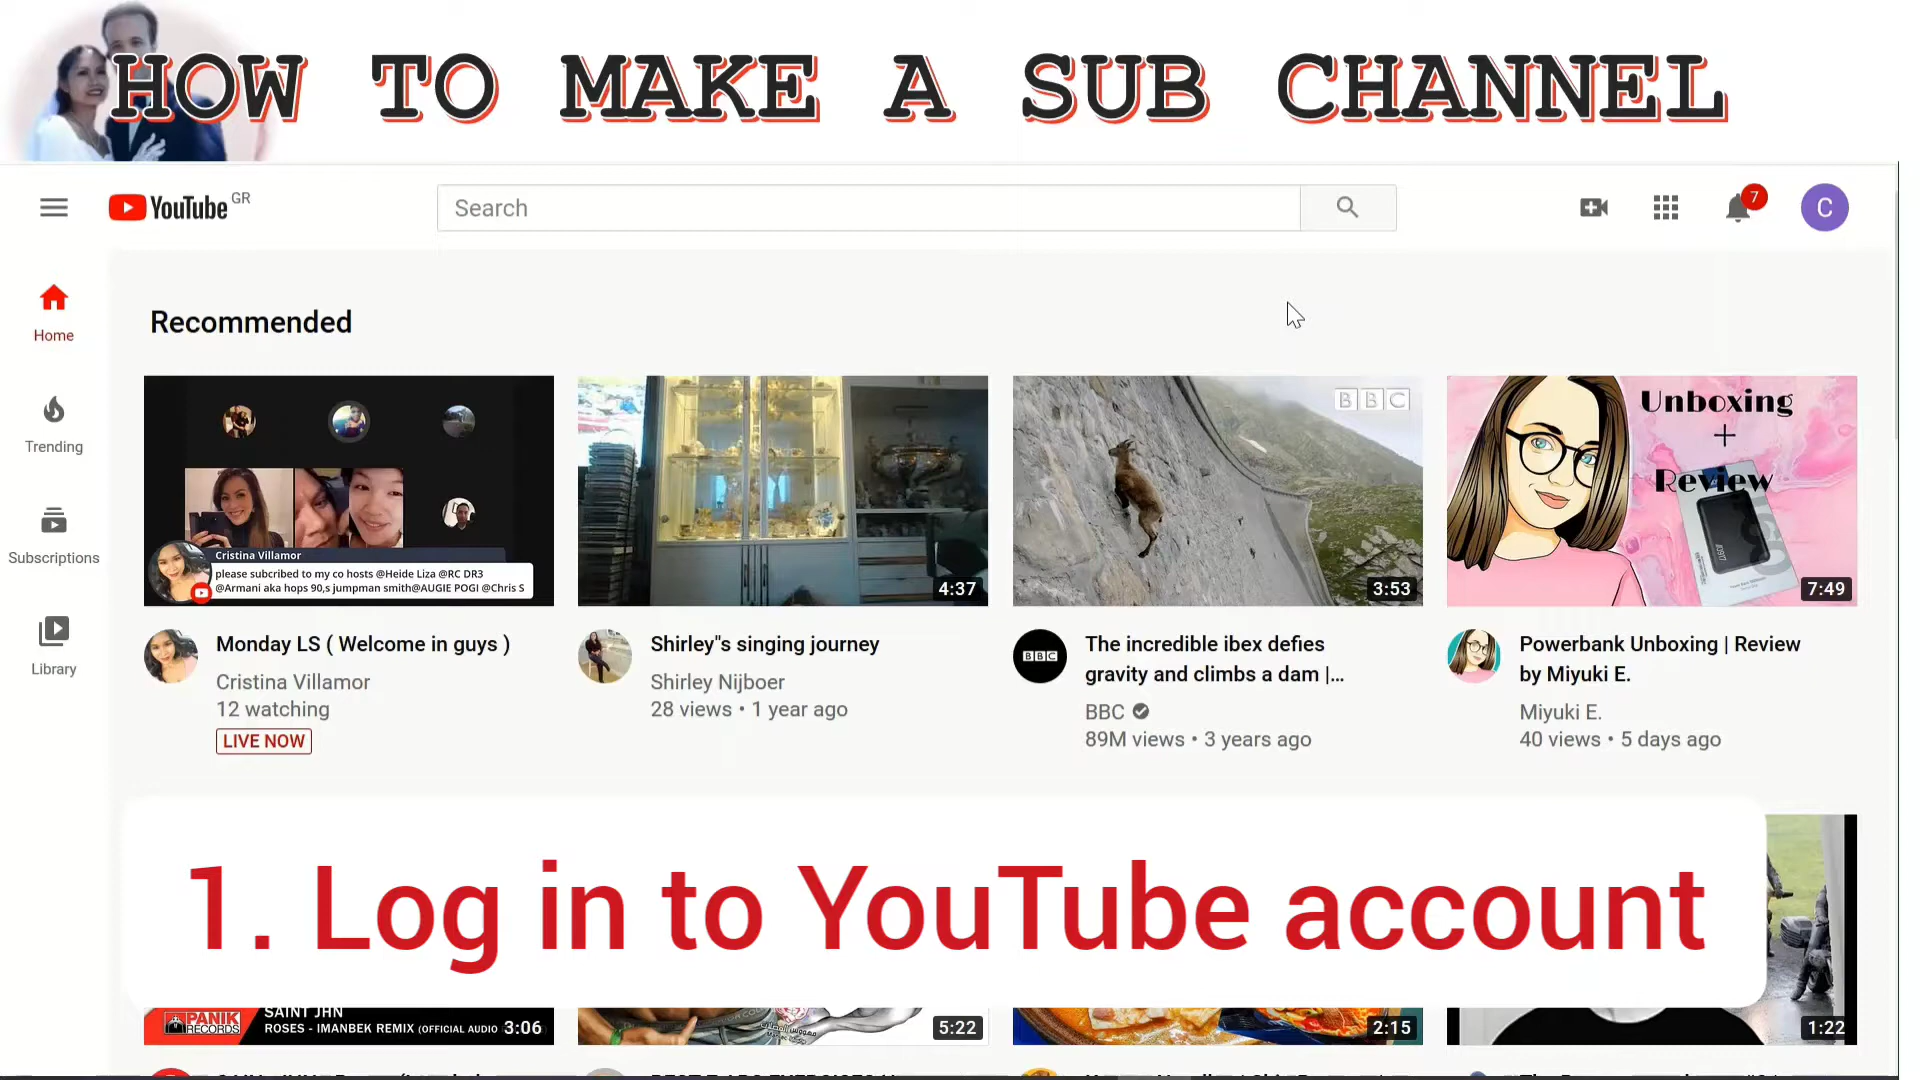 HOW TO MAKE A SUB CHANNEL
YouTube GR
Search
7
C
Home
Trending
Subscriptions
Library
Recommended
Cristina Villamor
please subcribed to my co hosts @Heide Liza @RC DR3
@Armani aka hops 90,s jumpman smith@AUGIE POGI @Chris S
4:37
BBC
3:53
Unboxing
+
Review
7:49
Monday LS ( Welcome in guys )
Cristina Villamor
12 watching
LIVE NOW
Shirley"s singing journey
Shirley Nijboer
28 views • 1 year ago
BBC
The incredible ibex defies
gravity and climbs a dam |...
BBC
89M views • 3 years ago
Powerbank Unboxing | Review
by Miyuki E.
Miyuki E.
40 views • 5 days ago
1. Log in to YouTube account
PANIK
RECORDS
SAINT JHN
ROSES - IMANBEK REMIX (OFFICIAL AUDIO
3:06
5:22
2:15
1:22